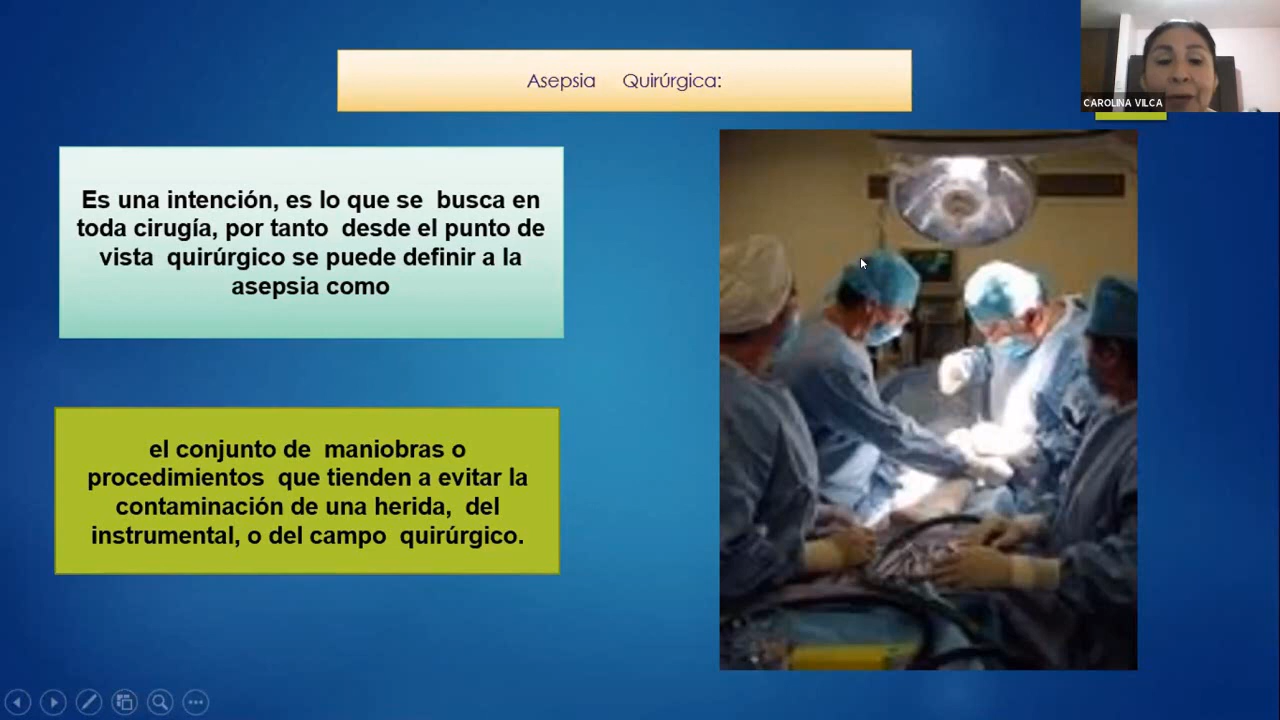 Asepsia Quirúrgica:
CAROLINA VILCA
Es una intención, es lo que se busca en
toda cirugía, por tanto desde el punto de
vista quirúrgico se puede definir a la
asepsia como
el conjunto de maniobras o
procedimientos que tienden a evitar la
contaminación de una herida, del
instrumental, o del campo quirúrgico.